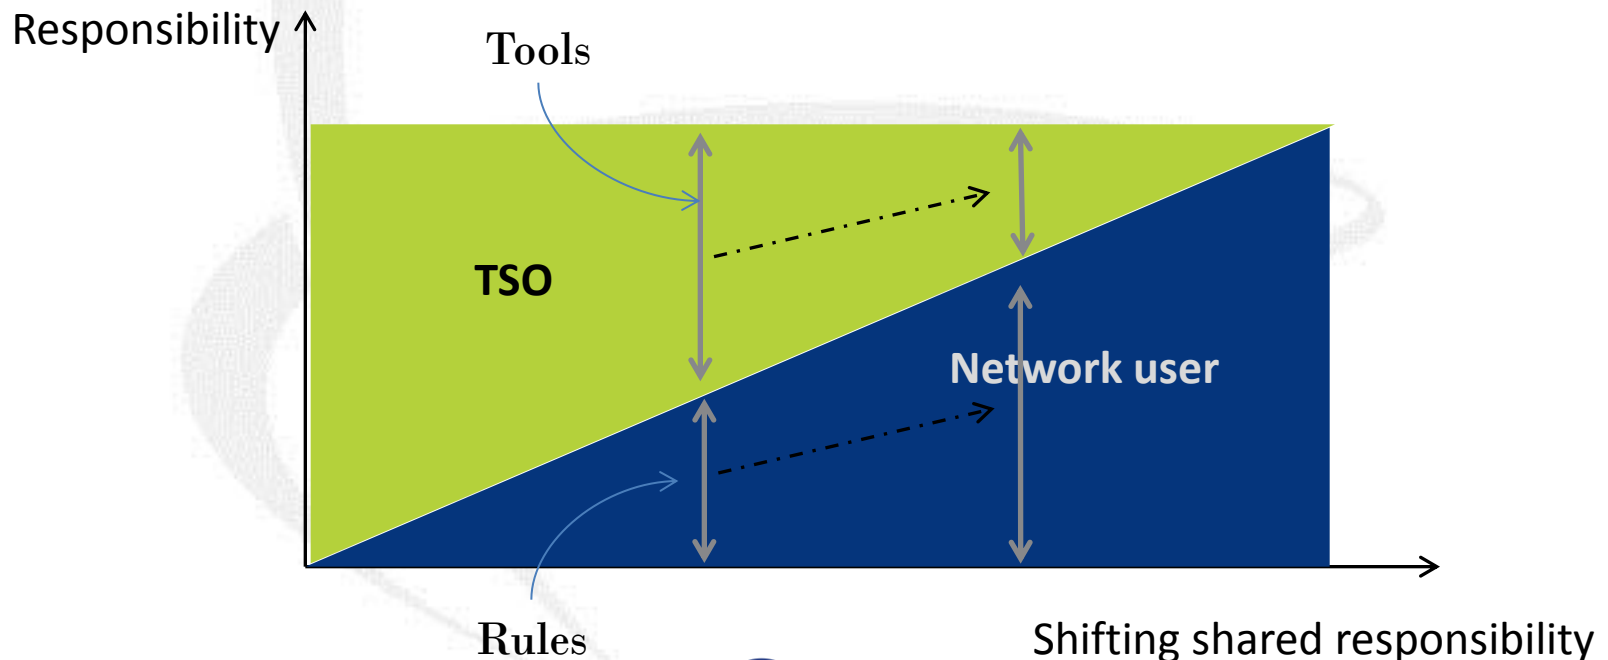 Responsibility
Tools
TSO
Network user
Rules
Shifting shared responsibility